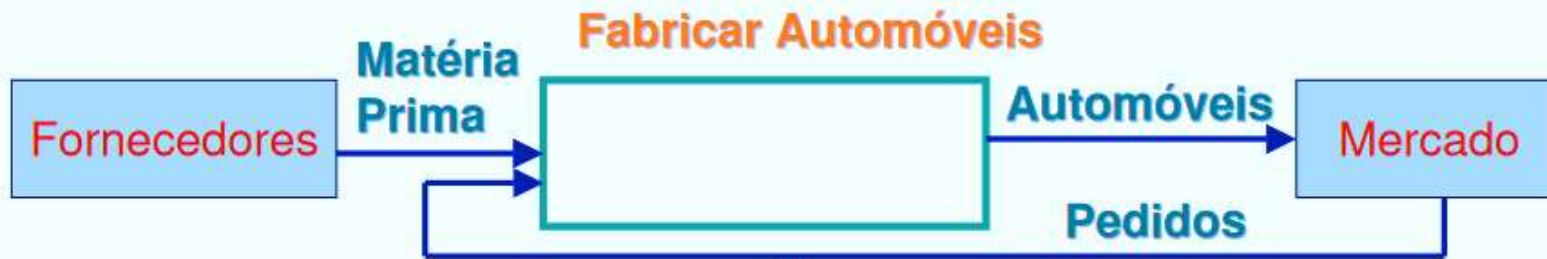 Fabricar Automóveis
Matéria
Prima
Fornecedores
Automóveis
Mercado
Pedidos